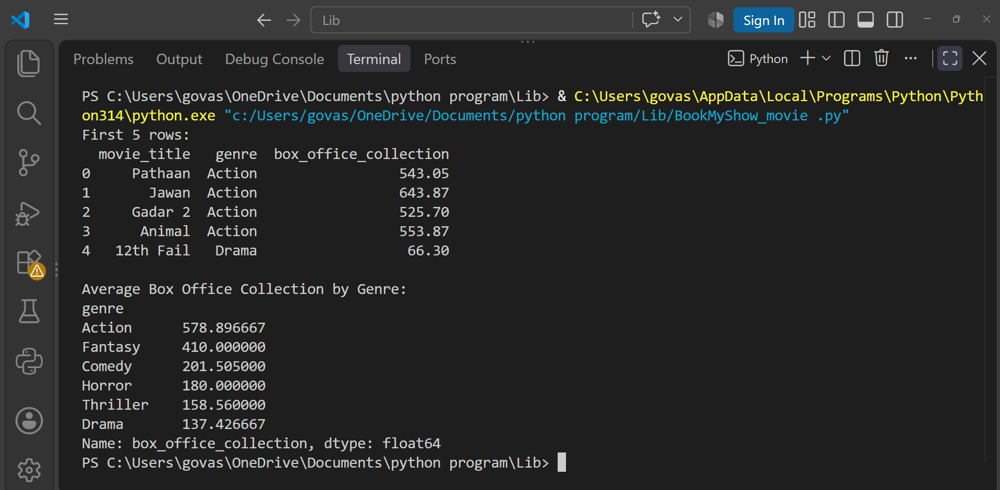 Lib
Sign In
Problems Output Debug Console Terminal Ports Python
PS C:\Users\govas\OneDrive\Documents\python program\Lib> & C:\Users\govas\AppData\Local\Programs\Python\Pyth
on314\python.exe "c:/Users/govas/OneDrive/Documents/python program/Lib/BookMyShow_movie .py"
First 5 rows:
  movie_title   genre  box_office_collection
0     Pathaan  Action                 543.05
1       Jawan  Action                 643.87
2     Gadar 2  Action                 525.70
3      Animal  Action                 553.87
4   12th Fail   Drama                  66.30

Average Box Office Collection by Genre:
genre
Action      578.896667
Fantasy     410.000000
Comedy      201.505000
Horror      180.000000
Thriller    158.560000
Drama       137.426667
Name: box_office_collection, dtype: float64
PS C:\Users\govas\OneDrive\Documents\python program\Lib>